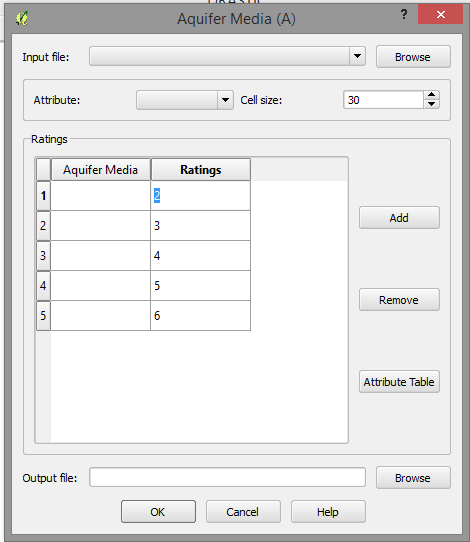 Aquifer Media (A)
?
Input file:
Browse
Attribute:
Cell size:
30
Ratings
Aquifer Media Ratings
1 2
2 3
3 4
4 5
5 6
Add
Remove
Attribute Table
Output file:
Browse
OK Cancel Help